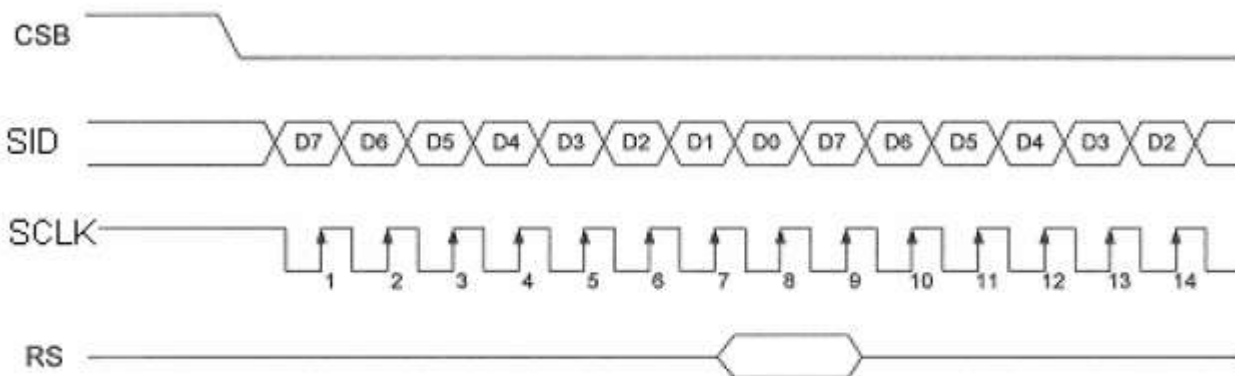 CSB
SID D7 D6 D5 D4 D3 D2 D1 D0 D7 D6 D5 D4 D3 D2
SCLK
1 2 3 4 5 6 7 8 9 10 11 12 13 14
RS